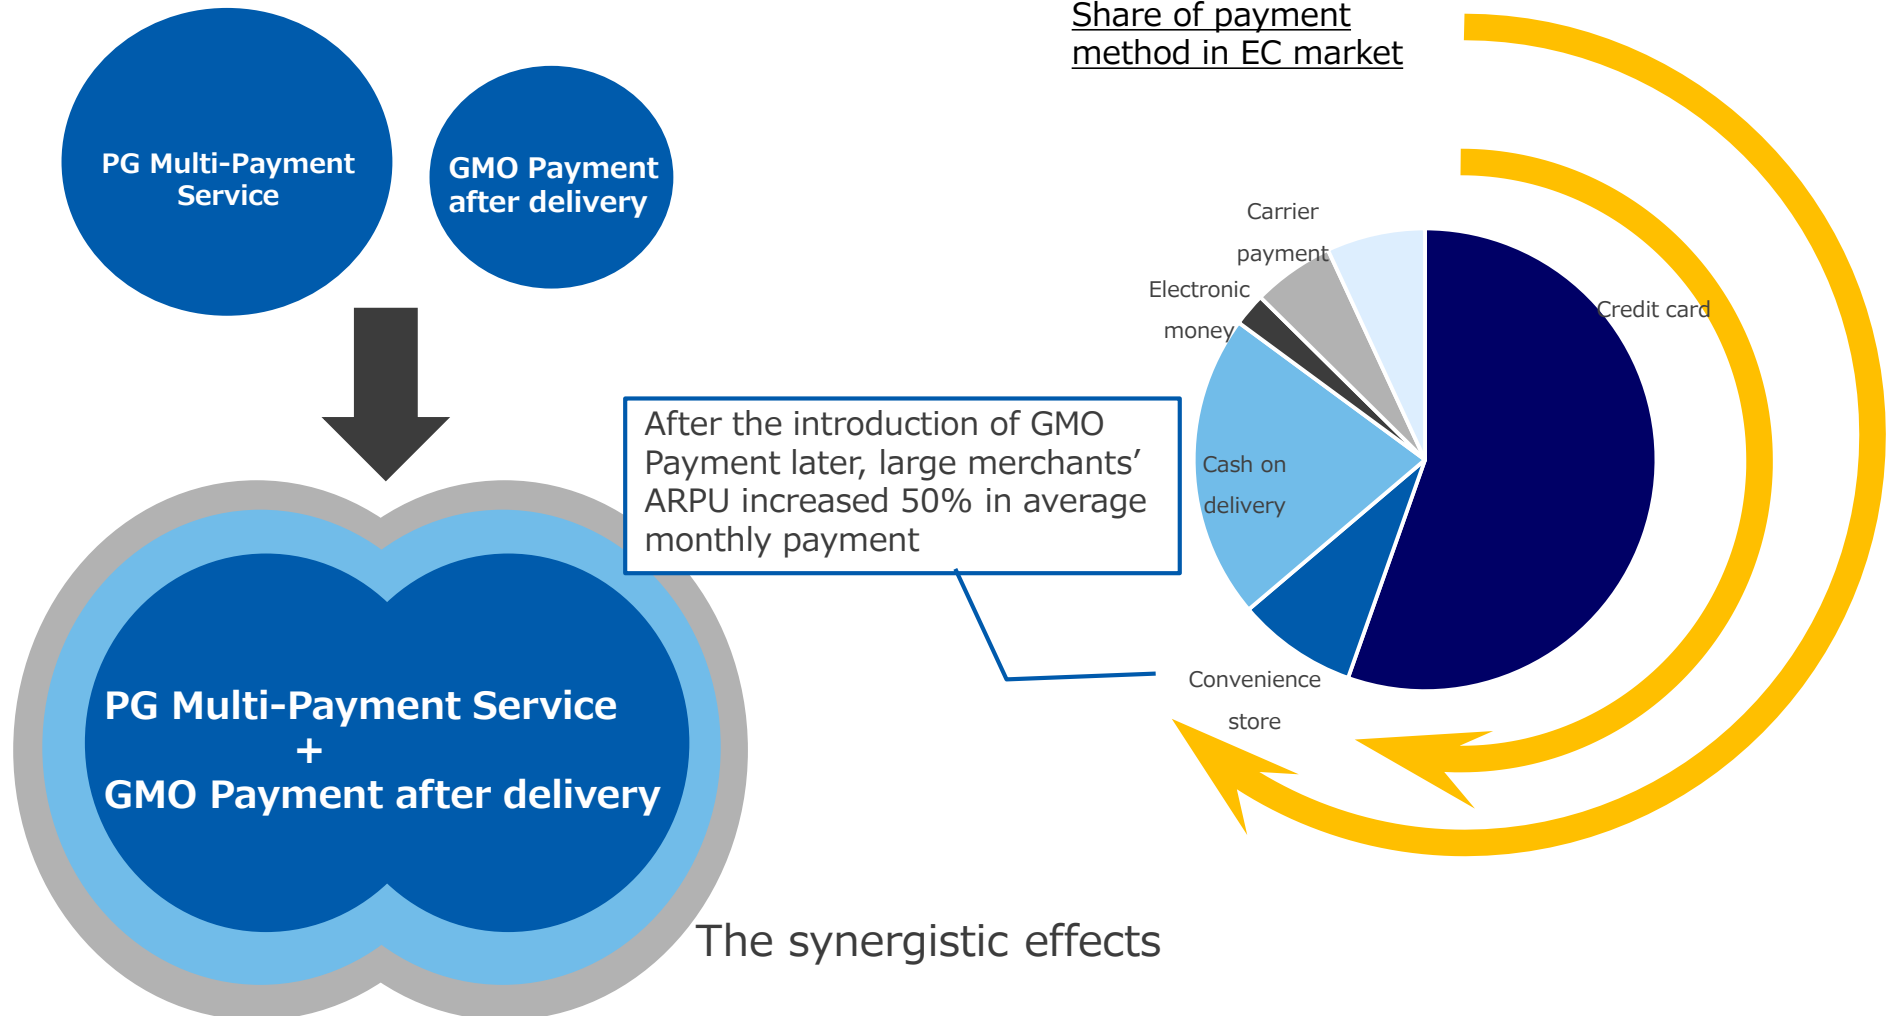 Share of payment
method in EC market
PG Multi-Payment
Service
GMO Payment
after delivery
Carrier
payment
Electronic
money
Credit card
After the introduction of GMO
Payment later, large merchants’
ARPU increased 50% in average
monthly payment
Cash on
delivery
Convenience
store
PG Multi-Payment Service
+
GMO Payment after delivery
The synergistic effects